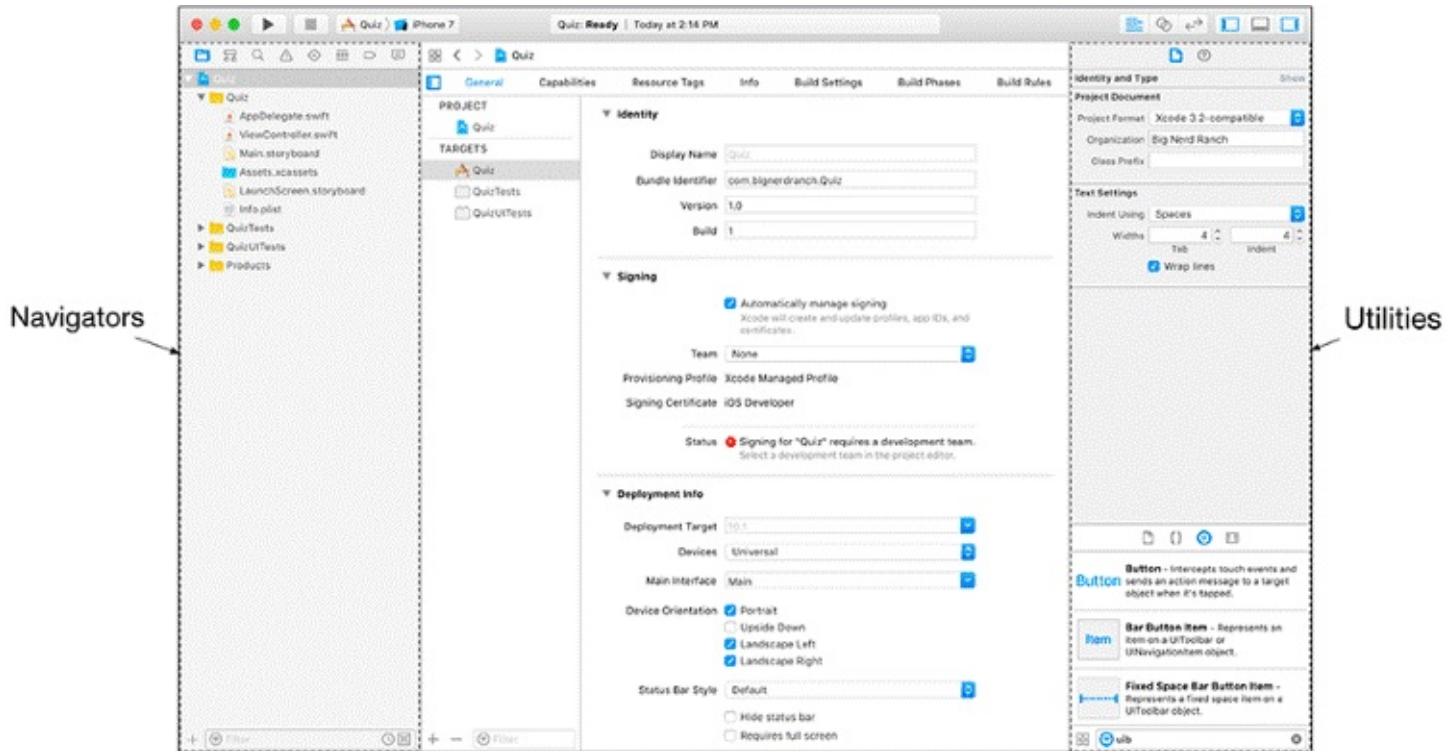 Quiz iPhone 7
Quiz: Ready | Today at 2:14 PM
Quiz
Quiz
General Capabilities Resource Tags Info Build Settings Build Phases Build Rules
Navigators
Quiz
AppDelegate.swift
ViewController.swift
Main.storyboard
Assets.xcassets
LaunchScreen.storyboard
Info.plist
QuizTests
QuizUITests
Products
Filter
PROJECT
Quiz
TARGETS
Quiz
QuizTests
QuizUITests
Filter
Identity
Display Name Quiz
Bundle Identifier com.bignerdranch.Quiz
Version 1.0
Build 1
Signing
Automatically manage signing
Xcode will create and update profiles, app IDs, and
certificates.
Team None
Provisioning Profile Xcode Managed Profile
Signing Certificate iOS Developer
Status Signing for "Quiz" requires a development team.
Select a development team in the project editor.
Deployment Info
Deployment Target 10.1
Devices Universal
Main Interface Main
Device Orientation Portrait
Upside Down
Landscape Left
Landscape Right
Status Bar Style Default
Hide status bar
Requires full screen
Identity and Type Show
Project Document
Project Format Xcode 3.2-compatible
Organization Big Nerd Ranch
Class Prefix
Text Settings
Indent Using Spaces
Widths 4 4
Tab Indent
Wrap lines
Utilities
Button - Intercepts touch events and
Button sends an action message to a target
object when it's tapped.
Bar Button Item - Represents an
Item item on a UIToolbar or
UINavigationItem object.
Fixed Space Bar Button Item -
Represents a fixed space item on a
UIToolbar object.
uib